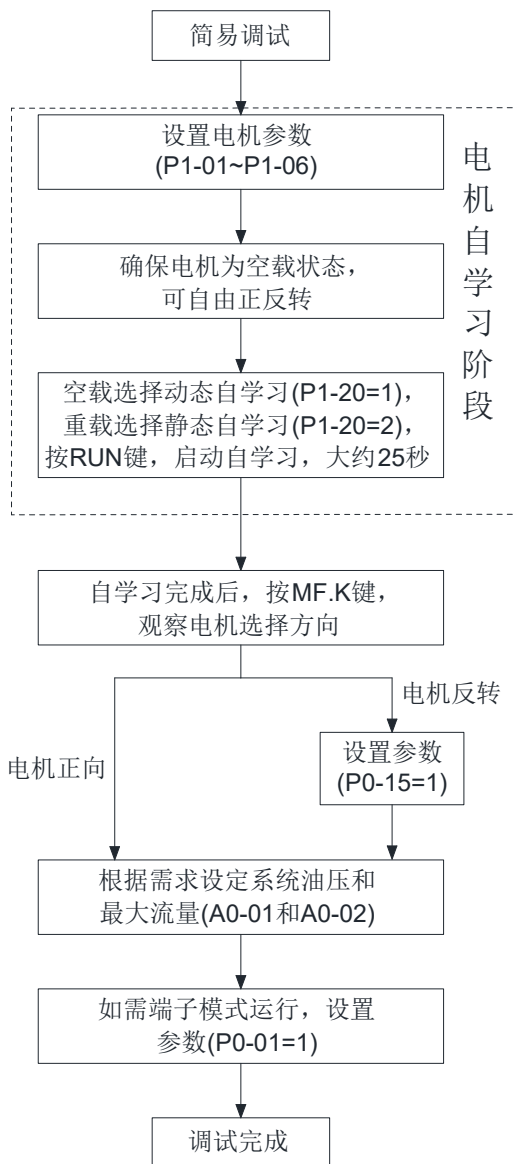 简易调试
设置电机参数
(P1-01~P1-06)
电机自学习阶段
确保电机为空载状态，
可自由正反转
空载选择动态自学习(P1-20=1)，
重载选择静态自学习(P1-20=2)，
按RUN键，启动自学习，大约25秒
自学习完成后，按MF.K键，
观察电机选择方向
电机反转
电机正向
设置参数
(P0-15=1)
根据需求设定系统油压和
最大流量(A0-01和A0-02)
如需端子模式运行，设置
参数(P0-01=1)
调试完成